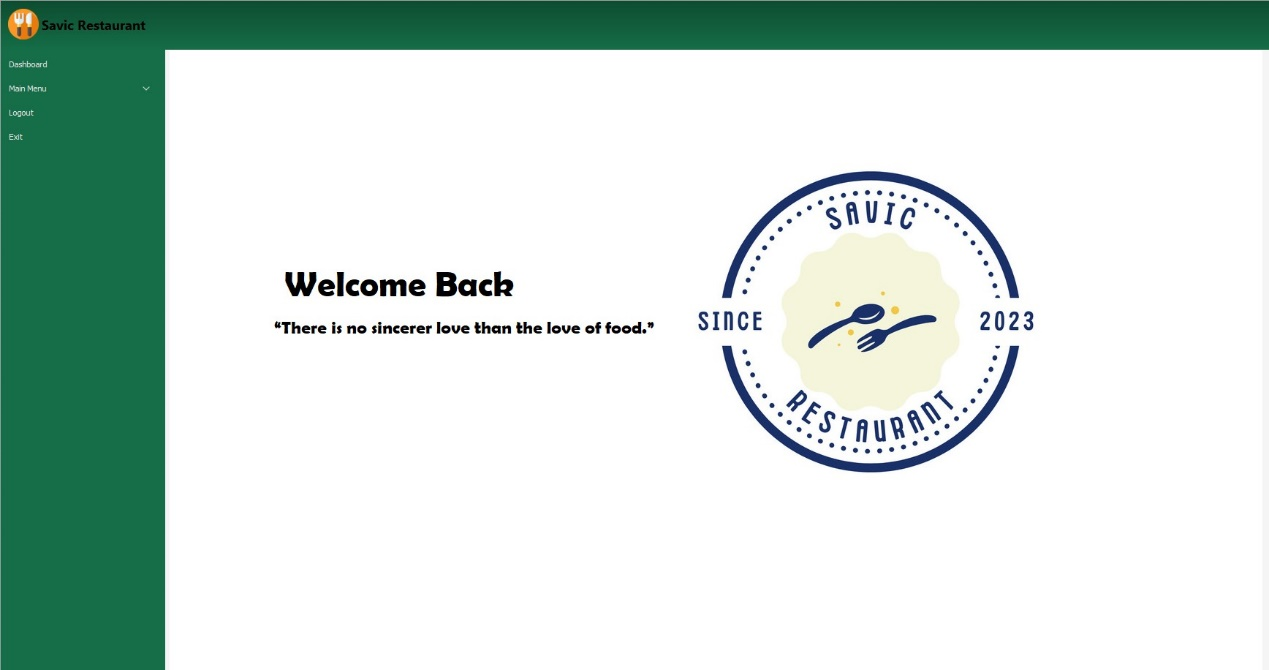 Savic Restaurant
Dashboard
Main Menu
Logout
Exit
Welcome Back
“There is no sincerer love than the love of food.”
SAVIC
SINCE
2023
RESTAURANT